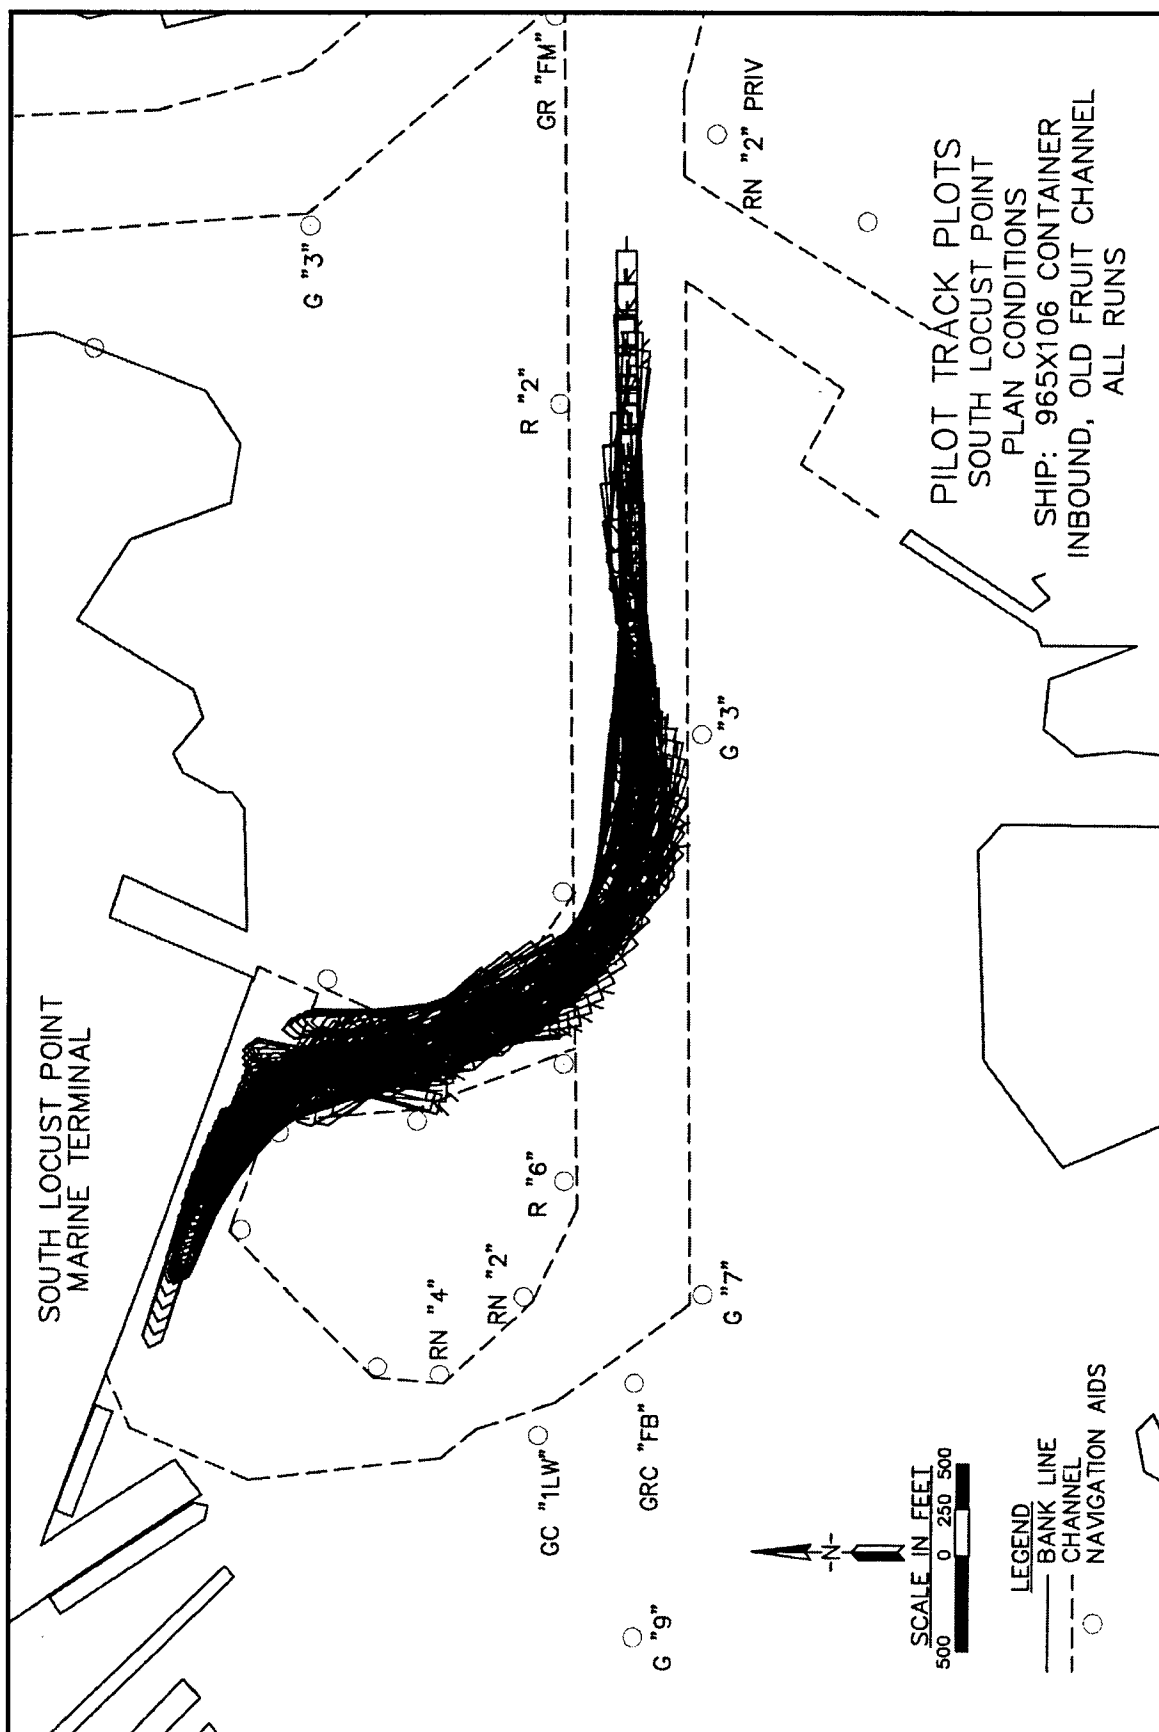 SOUTH LOCUST POINT
MARINE TERMINAL
G "3"
GR "FM"
RN "2" PRIV
R "2"
G "3"
R "6"
RN "2"
RN "4"
G "7"
GC "1LW"
GRC "FB"
G "9"
-N-
SCALE IN FEET
500 0 250 500
LEGEND
BANK LINE
CHANNEL
NAVIGATION AIDS
PILOT TRACK PLOTS
SOUTH LOCUST POINT
PLAN CONDITIONS
SHIP: 965X106 CONTAINER
INBOUND, OLD FRUIT CHANNEL
ALL RUNS